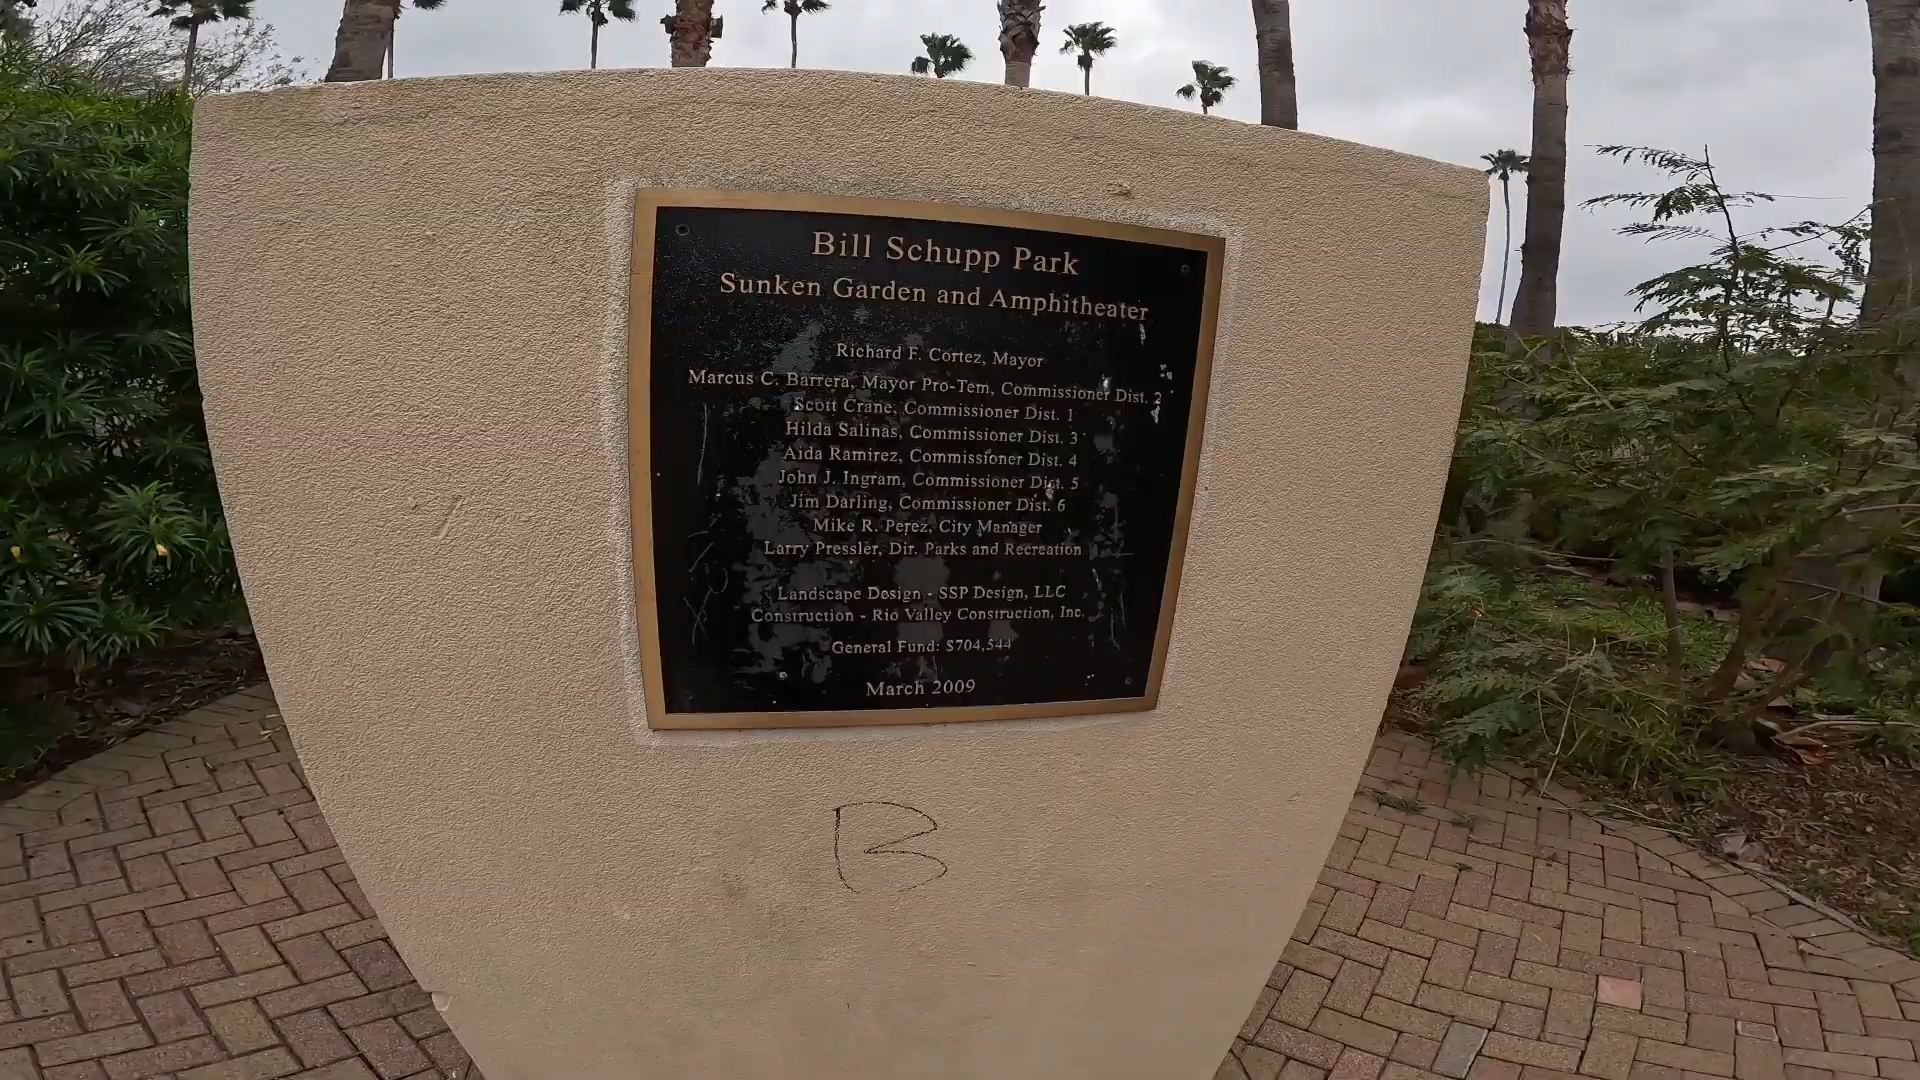 Bill Schupp Park
Sunken Garden and Amphitheater
Richard F. Cortez, Mayor
Marcus C. Barrera, Mayor Pro-Tem, Commissioner Dist. 2
Scott Crane, Commissioner Dist. 1
Hilda Salinas, Commissioner Dist. 3
Aida Ramirez, Commissioner Dist. 4
John J. Ingram, Commissioner Dist. 5
Jim Darling, Commissioner Dist. 6
Mike R. Perez, City Manager
Larry Pressler, Dir. Parks and Recreation
Landscape Design - SSP Design, LLC
Construction - Rio Valley Construction, Inc.
General Fund: $704,544
March 2009
B